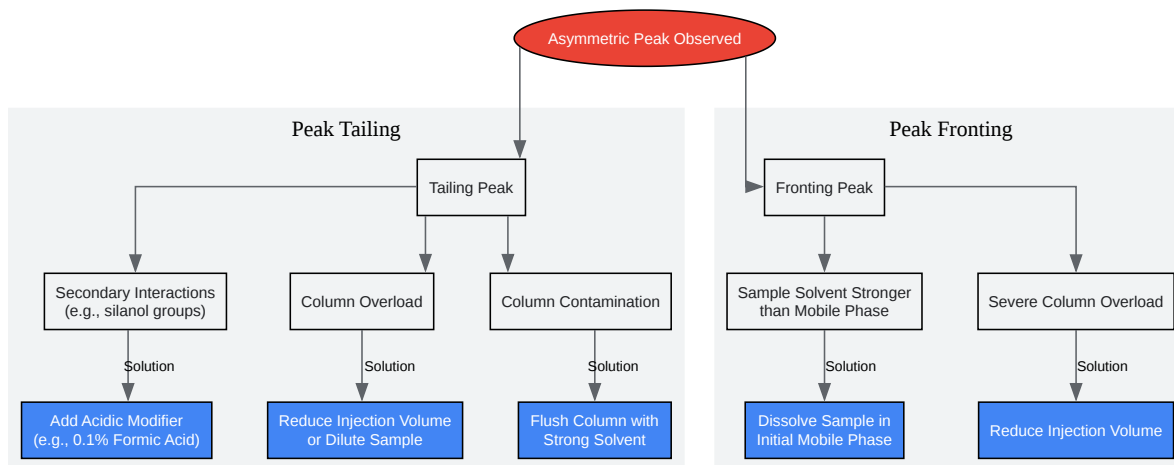 Asymmetric Peak Observed
Peak Tailing
Peak Fronting
Tailing Peak
Fronting Peak
Secondary Interactions
(e.g., silanol groups)
Column Overload
Column Contamination
Sample Solvent Stronger
than Mobile Phase
Severe Column Overload
Solution
Solution
Solution
Solution
Solution
Add Acidic Modifier
(e.g., 0.1% Formic Acid)
Reduce Injection Volume
or Dilute Sample
Flush Column with
Strong Solvent
Dissolve Sample in
Initial Mobile Phase
Reduce Injection Volume